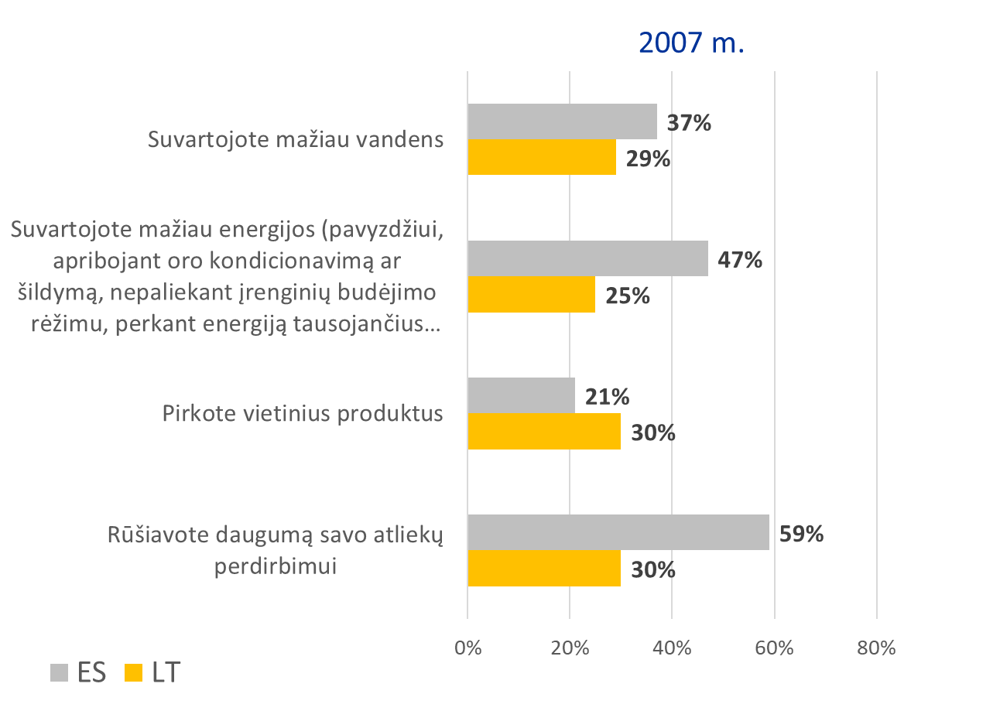 2007 m.
Suvartojote mažiau vandens
37%
29%
Suvartojote mažiau energijos (pavyzdžiui,
apribojant oro kondicionavimą ar
šildymą, nepaliekant įrenginių budėjimo
rėžimu, perkant energiją tausojančius...
47%
25%
Pirkote vietinius produktus
21%
30%
Rūšiavote daugumą savo atliekų
perdirbimui
59%
30%
0% 20% 40% 60% 80%
ES LT